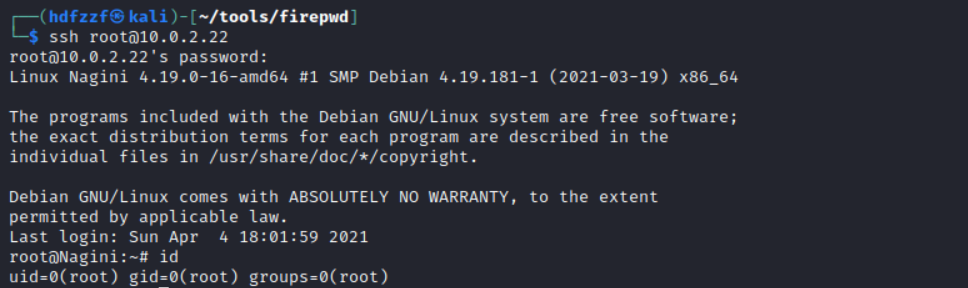 ┌──(hdfzzf㉿kali)-[~/tools/firepwd]
└─$ ssh root@10.0.2.22
root@10.0.2.22's password:
Linux Nagini 4.19.0-16-amd64 #1 SMP Debian 4.19.181-1 (2021-03-19) x86_64
The programs included with the Debian GNU/Linux system are free software;
the exact distribution terms for each program are described in the
individual files in /usr/share/doc/*/copyright.
Debian GNU/Linux comes with ABSOLUTELY NO WARRANTY, to the extent
permitted by applicable law.
Last login: Sun Apr  4 18:01:59 2021
root@Nagini:~# id
uid=0(root) gid=0(root) groups=0(root)